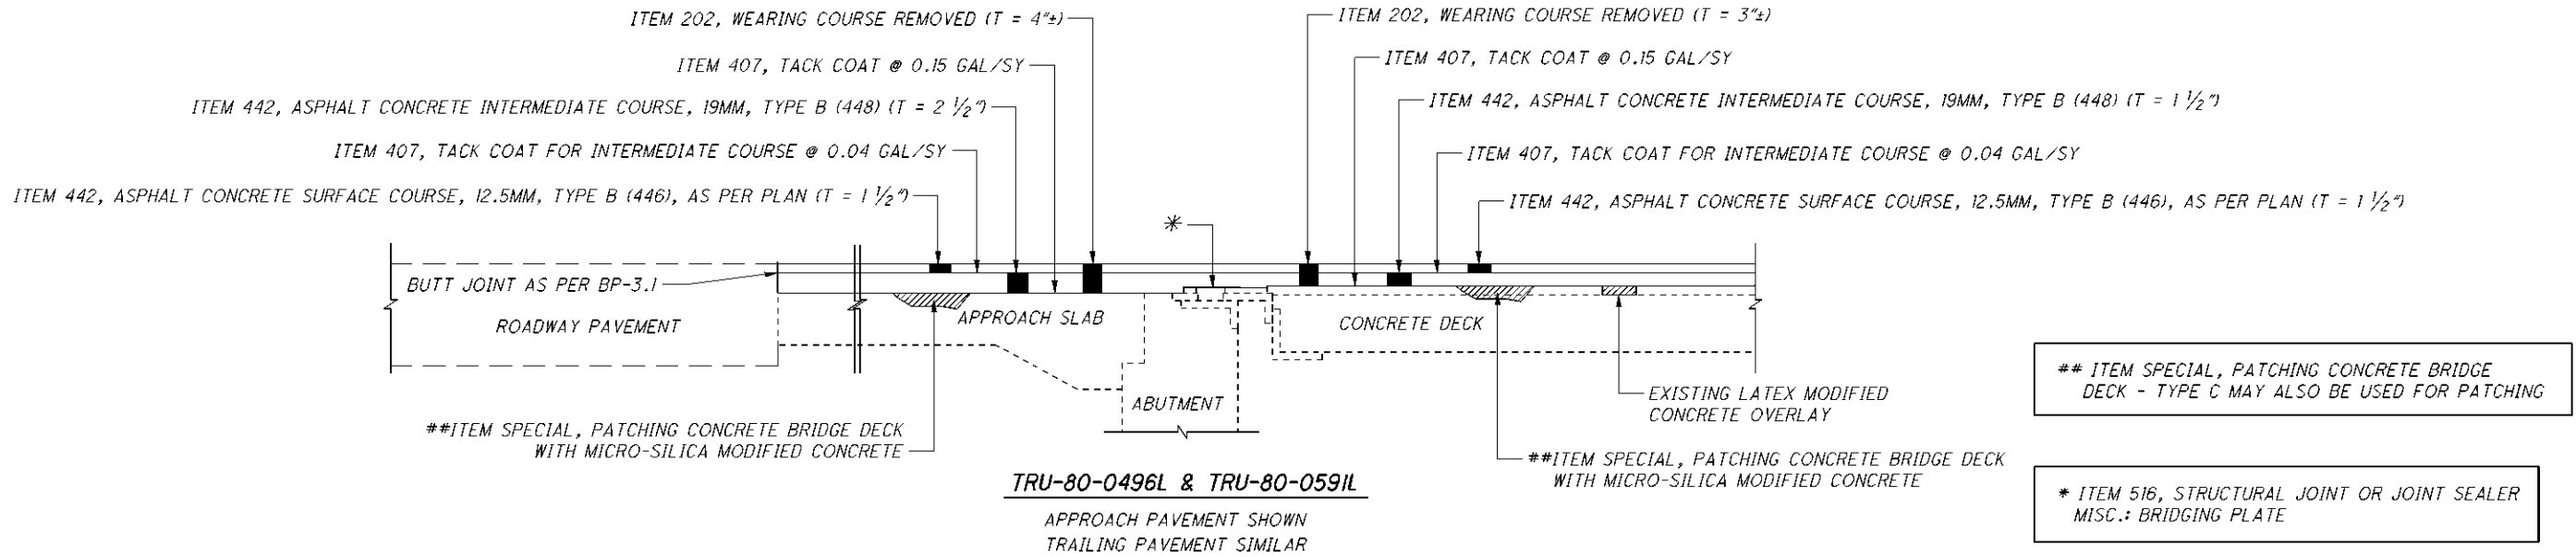 ITEM 202, WEARING COURSE REMOVED (T = 4"±)
ITEM 407, TACK COAT @ 0.15 GAL/SY
ITEM 442, ASPHALT CONCRETE INTERMEDIATE COURSE, 19MM, TYPE B (448) (T = 2 1/2")
ITEM 407, TACK COAT FOR INTERMEDIATE COURSE @ 0.04 GAL/SY
ITEM 442, ASPHALT CONCRETE SURFACE COURSE, 12.5MM, TYPE B (446), AS PER PLAN (T = 1 1/2")
ITEM 202, WEARING COURSE REMOVED (T = 3"±)
ITEM 407, TACK COAT @ 0.15 GAL/SY
ITEM 442, ASPHALT CONCRETE INTERMEDIATE COURSE, 19MM, TYPE B (448) (T = 1 1/2")
ITEM 407, TACK COAT FOR INTERMEDIATE COURSE @ 0.04 GAL/SY
ITEM 442, ASPHALT CONCRETE SURFACE COURSE, 12.5MM, TYPE B (446), AS PER PLAN (T = 1 1/2")
*
BUTT JOINT AS PER BP-3.1
ROADWAY PAVEMENT
APPROACH SLAB
CONCRETE DECK
ABUTMENT
EXISTING LATEX MODIFIED
CONCRETE OVERLAY
##ITEM SPECIAL, PATCHING CONCRETE BRIDGE DECK
WITH MICRO-SILICA MODIFIED CONCRETE
##ITEM SPECIAL, PATCHING CONCRETE BRIDGE DECK
WITH MICRO-SILICA MODIFIED CONCRETE
TRU-80-0496L & TRU-80-0591L
APPROACH PAVEMENT SHOWN
TRAILING PAVEMENT SIMILAR
## ITEM SPECIAL, PATCHING CONCRETE BRIDGE
DECK - TYPE C MAY ALSO BE USED FOR PATCHING
* ITEM 516, STRUCTURAL JOINT OR JOINT SEALER
MISC.: BRIDGING PLATE